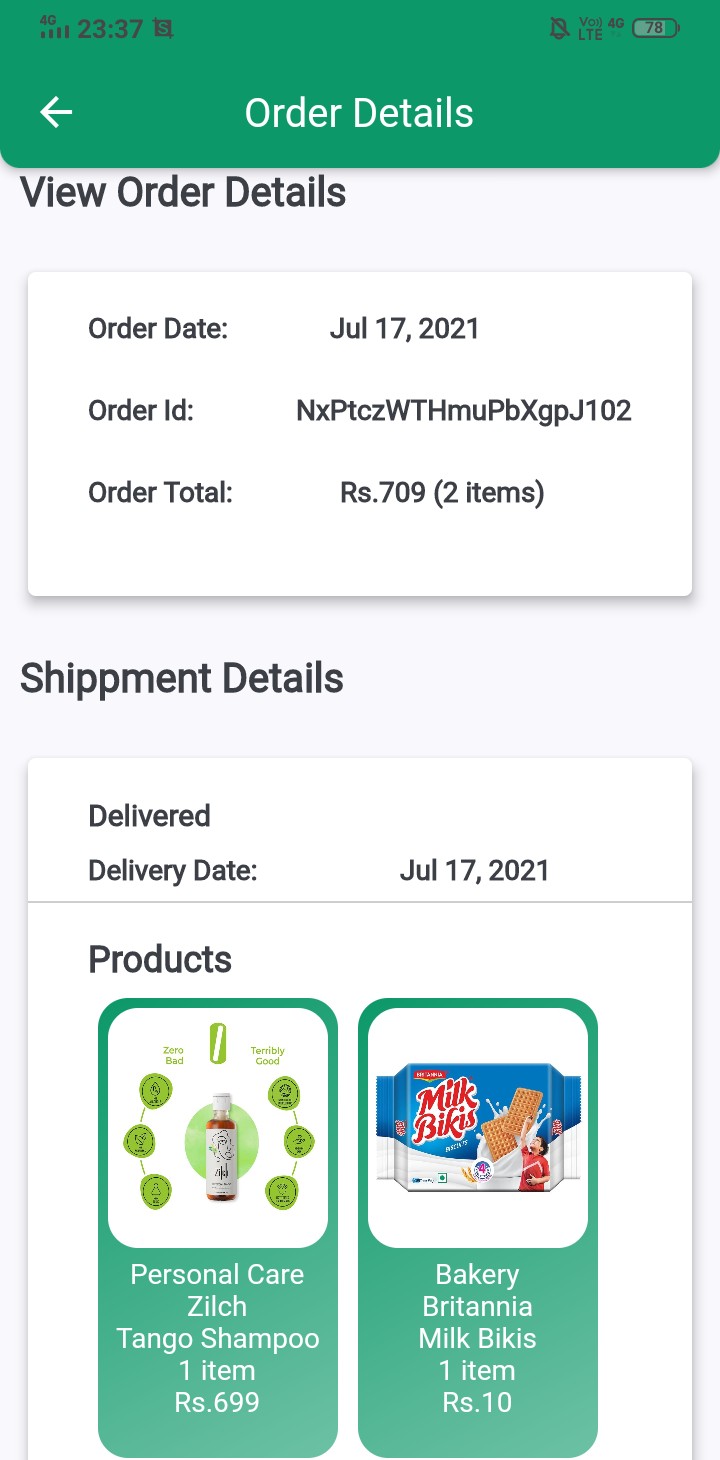 4G 23:37 Vo)) LTE 4G 78
Order Details
View Order Details
Order Date: Jul 17, 2021
Order Id: NxPtczWTHmuPbXgpJ102
Order Total: Rs.709 (2 items)
Shippment Details
Delivered
Delivery Date: Jul 17, 2021
Products
Zero
Bad
Terribly
Good
BRITANNIA
Milk
Bikis
Personal Care
Zilch
Tango Shampoo
1 item
Rs.699
Bakery
Britannia
Milk Bikis
1 item
Rs.10